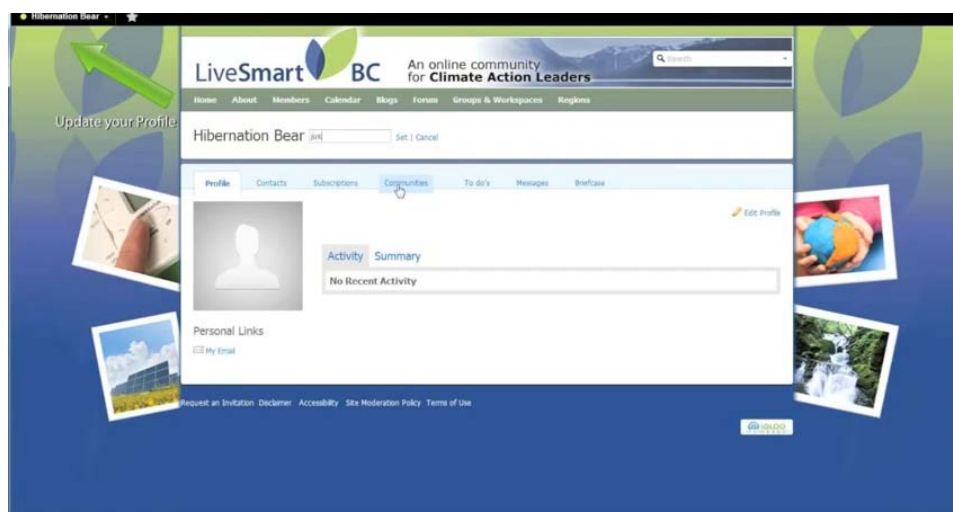 Hibernation Bear
LiveSmart BC
An online community
for Climate Action Leaders
Search
Home About Members Calendar Blogs Forum Groups & Workspaces Regions
Update your Profile
Hibernation Bear
Set | Cancel
Profile Contacts Subscriptions Communities To do's Messages Briefcase
Edit Profile
Activity Summary
No Recent Activity
Personal Links
My Email
Request an Invitation Disclaimer Accessibility Site Moderation Policy Terms of Use
IGLOO